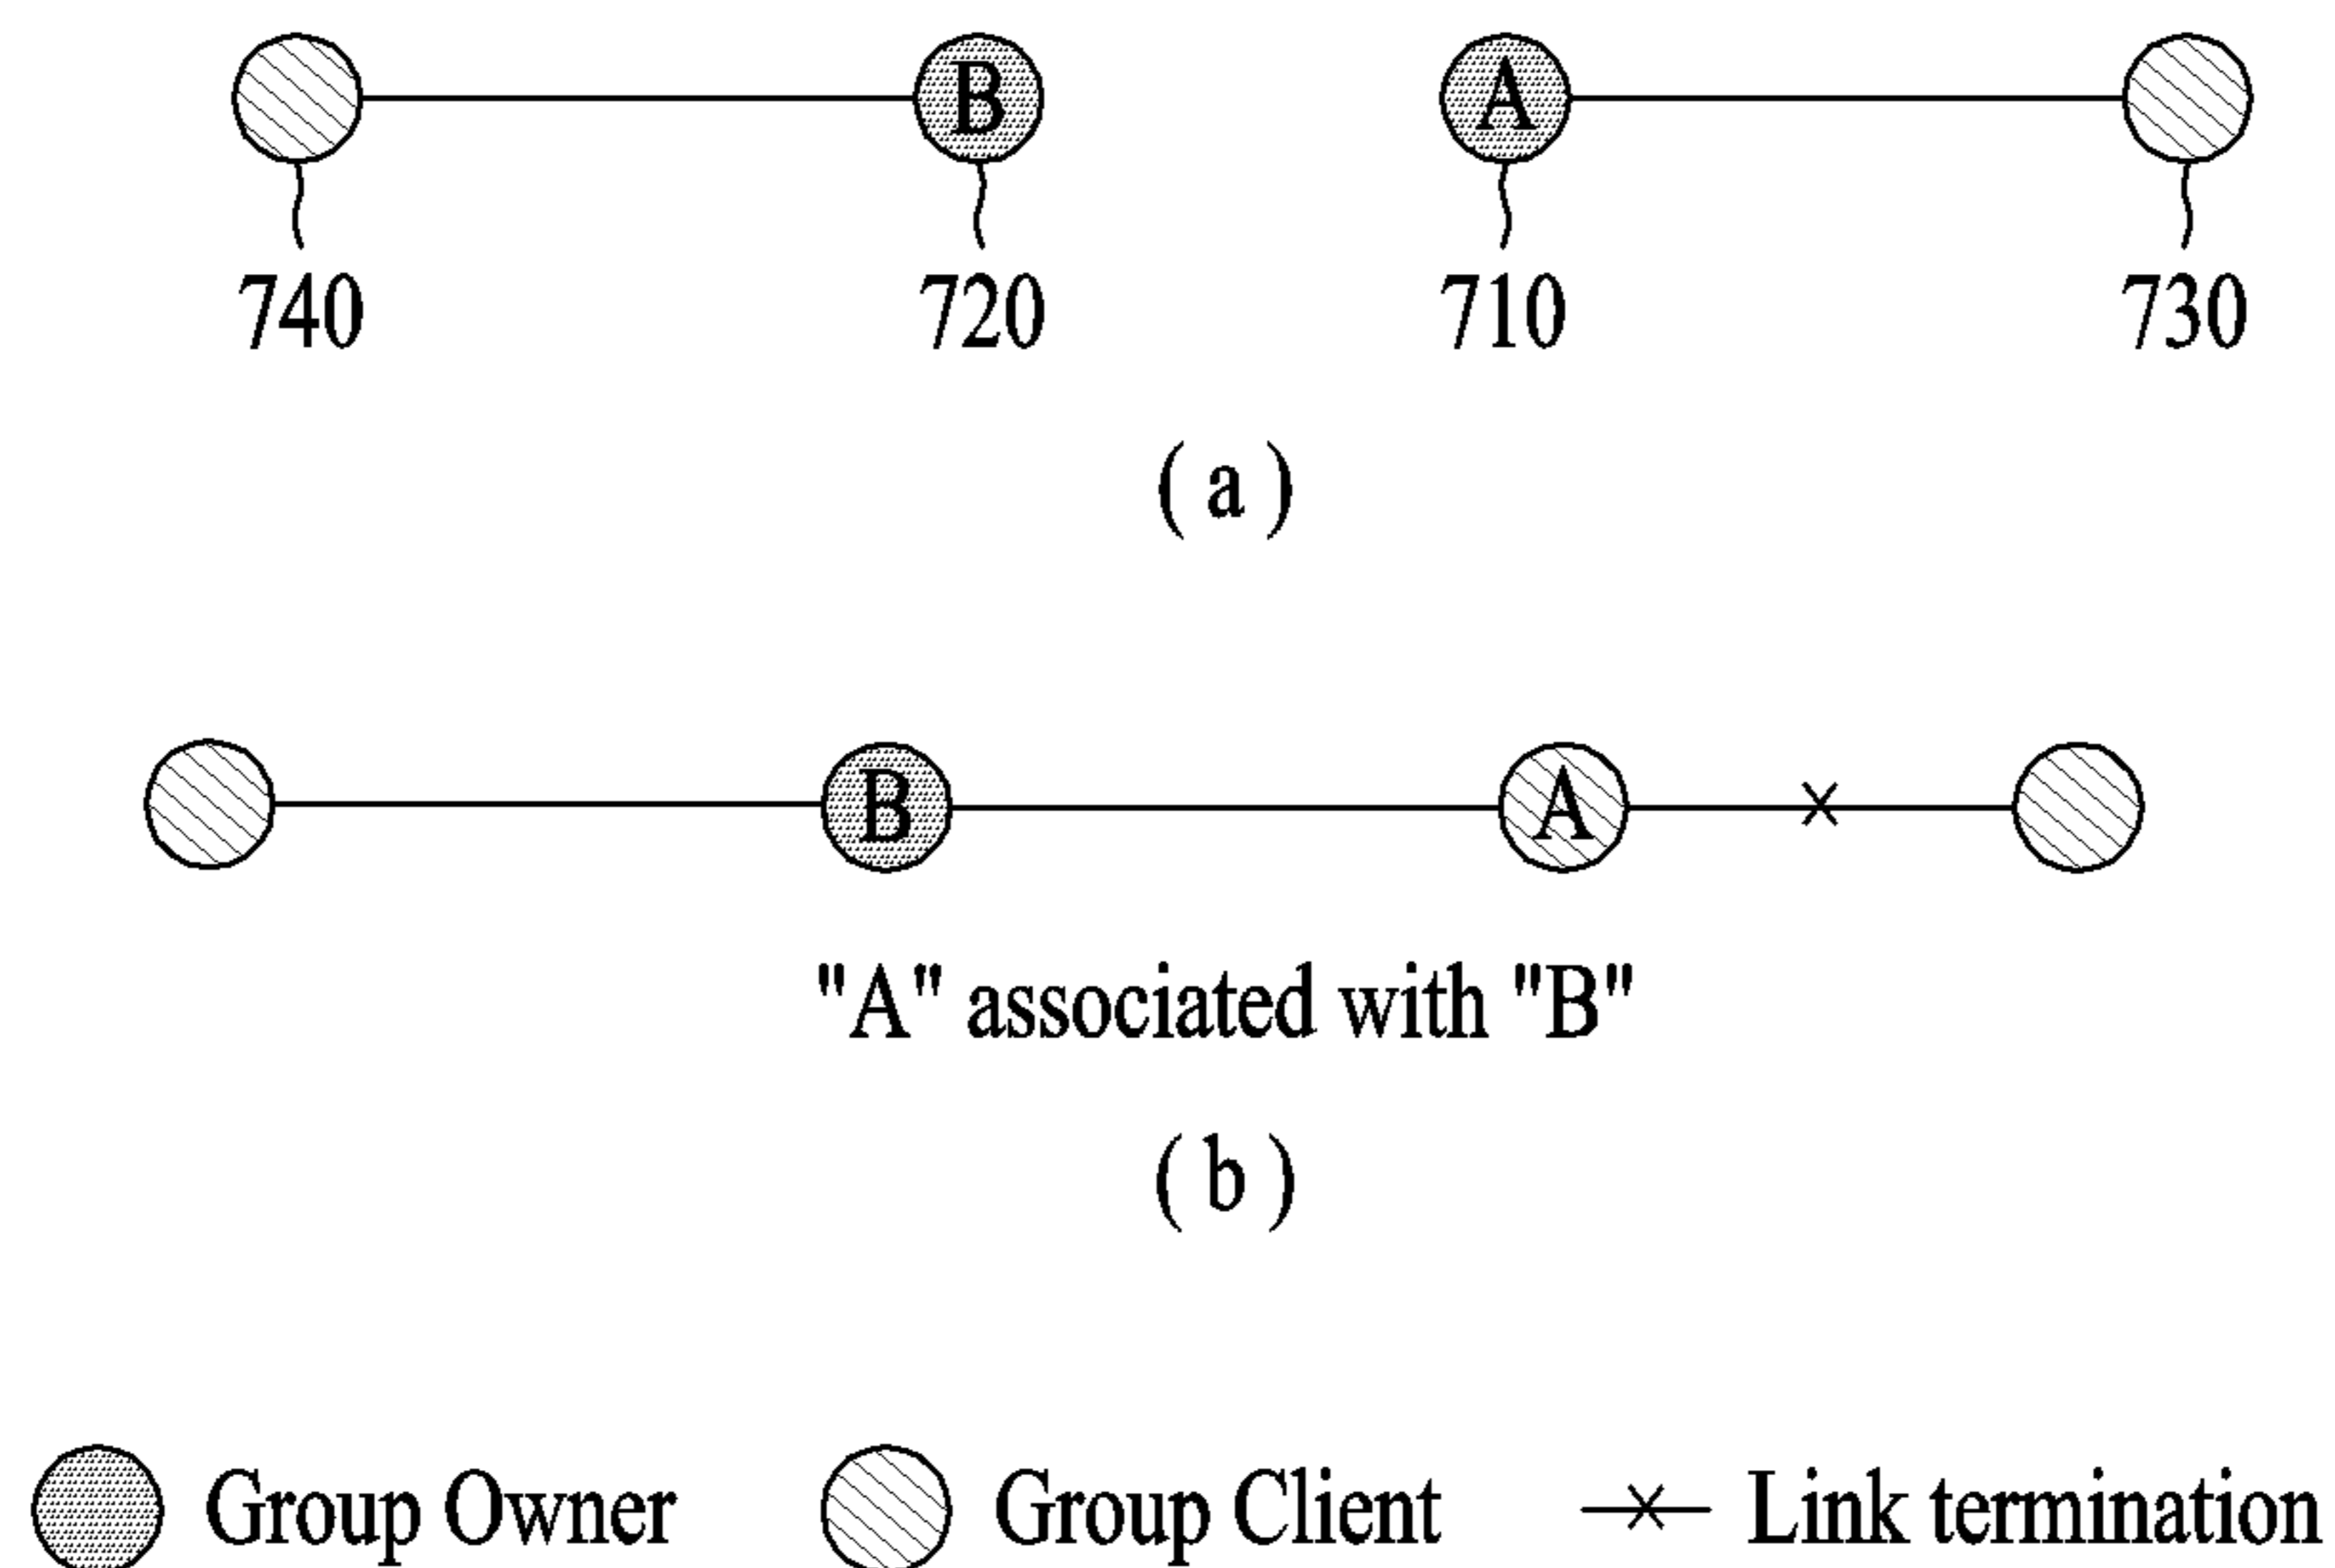 B A
740 720 710 730
( a )
B A
"A" associated with "B"
( b )
Group Owner Group Client Link termination